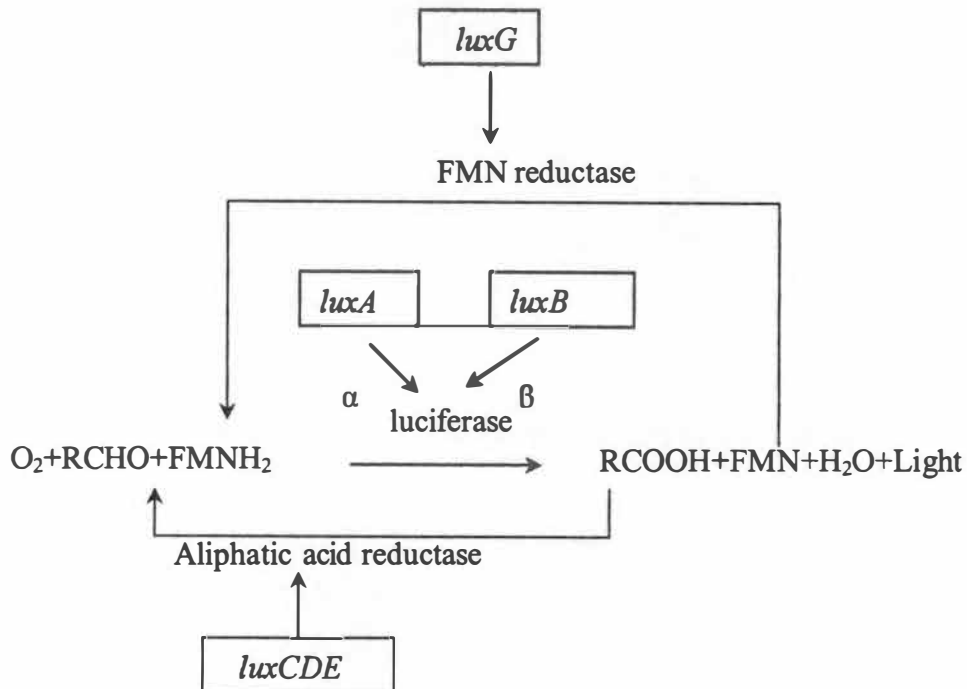 luxG
FMN reductase
luxA
luxB
α
β
luciferase
O₂+RCHO+FMNH₂
RCOOH+FMN+H₂O+Light
Aliphatic acid reductase
luxCDE